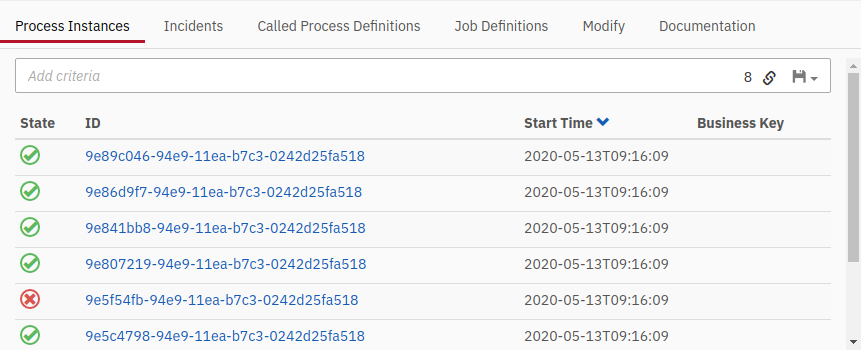 Process Instances Incidents Called Process Definitions Job Definitions Modify Documentation
Add criteria 8
State ID Start Time Business Key
9e89c046-94e9-11ea-b7c3-0242d25fa518 2020-05-13T09:16:09
9e86d9f7-94e9-11ea-b7c3-0242d25fa518 2020-05-13T09:16:09
9e841bb8-94e9-11ea-b7c3-0242d25fa518 2020-05-13T09:16:09
9e807219-94e9-11ea-b7c3-0242d25fa518 2020-05-13T09:16:09
9e5f54fb-94e9-11ea-b7c3-0242d25fa518 2020-05-13T09:16:09
9e5c4798-94e9-11ea-b7c3-0242d25fa518 2020-05-13T09:16:09